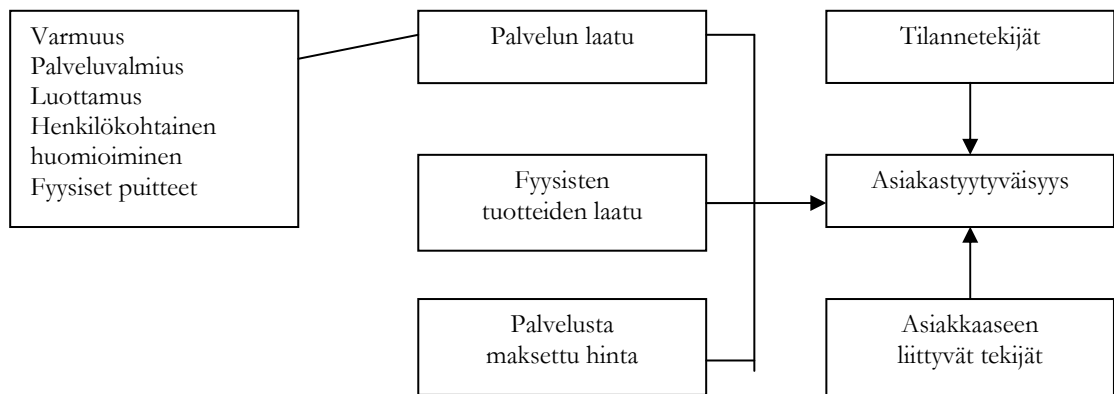 Varmuus
Palveluvalmius
Luottamus
Henkilökohtainen
huomioiminen
Fyysiset puitteet
Palvelun laatu
Fyysisten
tuotteiden laatu
Palvelusta
maksettu hinta
Tilannetekijät
Asiakastyytyväisyys
Asiakkaaseen
liittyvät tekijät